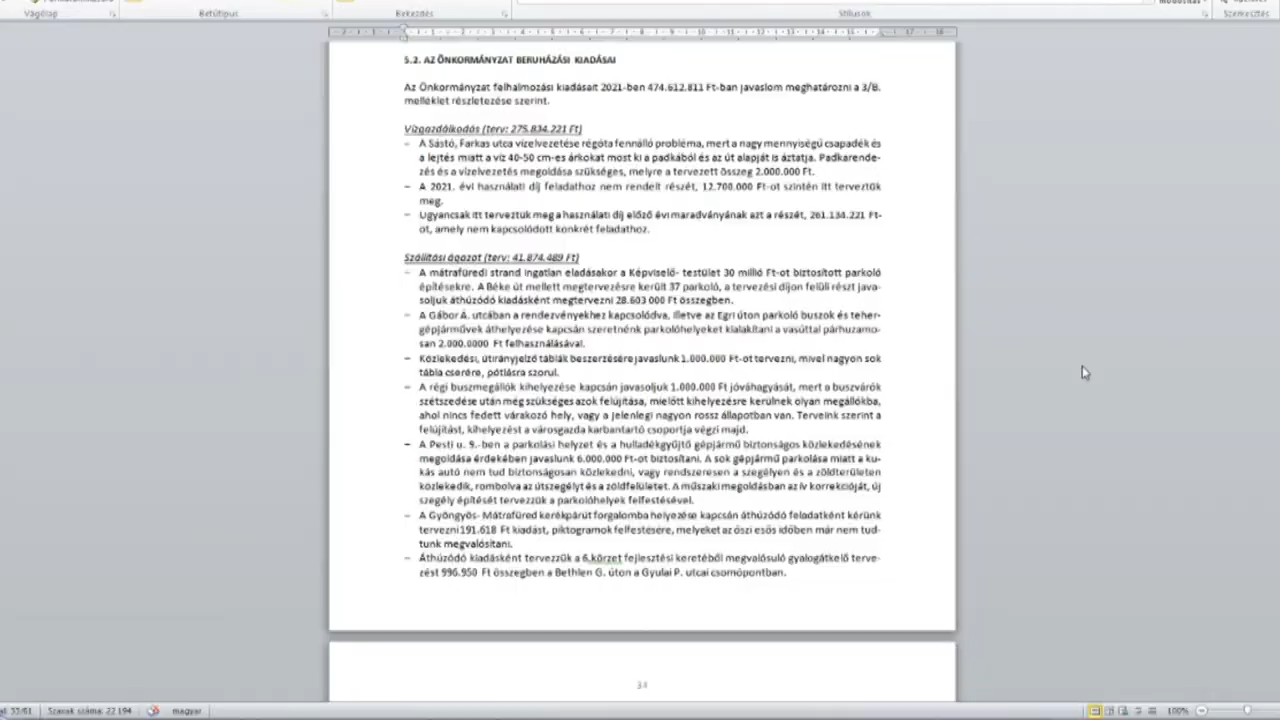 Vágólap
Betűtípus
Bekezdés
Stílusok
Szerkesztés
5.2. AZ ÖNKORMÁNYZAT BERUHÁZÁSI KIADÁSAI
Az Önkormányzat felhalmozási kiadásait 2021-ben 474.612.811 Ft-ban javaslom meghatározni a 3/B.
melléklet részletezése szerint.
Vízgazdálkodás (terv: 275.834.221 Ft)
– A Sástó, Farkas utca vízelvezetése régóta fennálló probléma, mert a nagy mennyiségű csapadék és
a lejtés miatt a víz 40-50 cm-es árkokat most ki a padkából és az út alapját is áztatja. Padkarende-
zés és a vízelvezetés megoldása szükséges, melyre a tervezett összeg 2.000.000 Ft.
– A 2021. évi használati díj feladathoz nem rendelt részét, 12.700.000 Ft-ot szintén itt terveztük
meg.
– Ugyancsak itt terveztük meg a használati díj előző évi maradványának azt a részét, 261.134.221 Ft-
ot, amely nem kapcsolódott konkrét feladathoz.
Szállítási ágazat (terv: 41.874.489 Ft)
– A mátrafüredi strand ingatlan eladásakor a Képviselő- testület 30 millió Ft-ot biztosított parkoló
építésekre. A Béke út mellett megtervezésre került 37 parkoló, a tervezési díjon felüli részt java-
soljuk áthúzódó kiadásként megtervezni 28.603 000 Ft összegben.
– A Gábor Á. utcában a rendezvényekhez kapcsolódva, illetve az Egri úton parkoló buszok és teher-
gépjárművek áthelyezése kapcsán szeretnénk parkolóhelyeket kialakítani a vasúttal párhuzamo-
san 2.000.0000 Ft felhasználásával.
– Közlekedési, útirányjelző táblák beszerzésére javaslunk 1.000.000 Ft-ot tervezni, mivel nagyon sok
tábla cserére, pótlásra szorul.
– A régi buszmegállók kihelyezése kapcsán javasoljuk 1.000.000 Ft jóváhagyását, mert a buszvárók
szétszedése után még szükséges azok felújítása, mielőtt kihelyezésre kerülnek olyan megállókba,
ahol nincs fedett várakozó hely, vagy a jelenlegi nagyon rossz állapotban van. Terveink szerint a
felújítást, kihelyezést a városgazda karbantartó csoportja végzi majd.
– A Pesti u. 9.-ben a parkolási helyzet és a hulladékgyűjtő gépjármű biztonságos közlekedésének
megoldása érdekében javaslunk 6.000.000 Ft-ot biztosítani. A sok gépjármű parkolása miatt a ku-
kás autó nem tud biztonságosan közlekedni, vagy rendszeresen a szegélyen és a zöldterületen
közlekedik, rombolva az útszegélyt és a zöldfelületet. A műszaki megoldásban az ív korrekcióját, új
szegély építését tervezzük a parkolóhelyek felfestésével.
– A Gyöngyös- Mátrafüred kerékpárút forgalomba helyezése kapcsán áthúzódó feladatként kérünk
tervezni 191.618 Ft kiadást, piktogramok felfestésére, melyeket az őszi esős időben már nem tud-
tunk megvalósítani.
– Áthúzódó kiadásként tervezzük a 6.körzet fejlesztési keretéből megvalósuló gyalogátkelő terve-
zést 996.950 Ft összegben a Bethlen G. úton a Gyulai P. utcai csomópontban.
34
Szavak száma: 22 194
magyar
100%